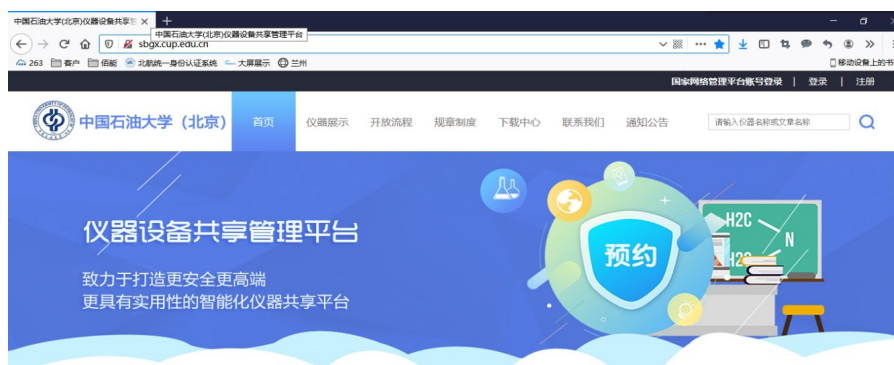 中国石油大学(北京)仪器设备共享
中国石油大学(北京)仪器设备共享管理平台
sbgx.cup.edu.cn
263 客户 佰能 北航统一身份认证系统 大屏展示 兰州 移动设备上的书
国家网络管理平台账号登录 | 登录 | 注册
中国石油大学（北京） 首页 仪器展示 开放流程 规章制度 下载中心 联系我们 通知公告 请输入仪器名称或文章名称
仪器设备共享管理平台
致力于打造更安全更高端
更具有实用性的智能化仪器共享平台
预约
H2C
N
H2